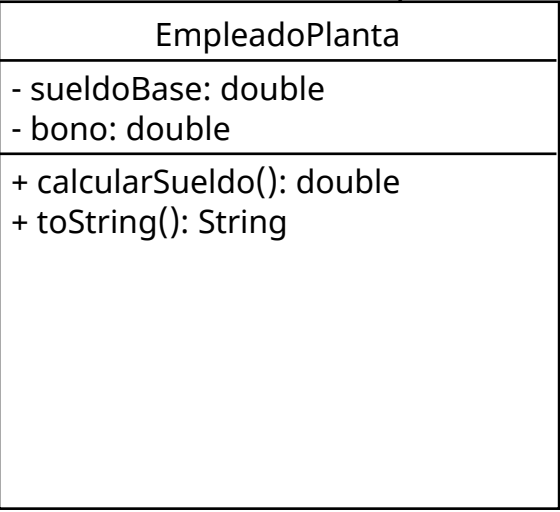 EmpleadoPlanta
- sueldoBase: double
- bono: double
+ calcularSueldo(): double
+ toString(): String